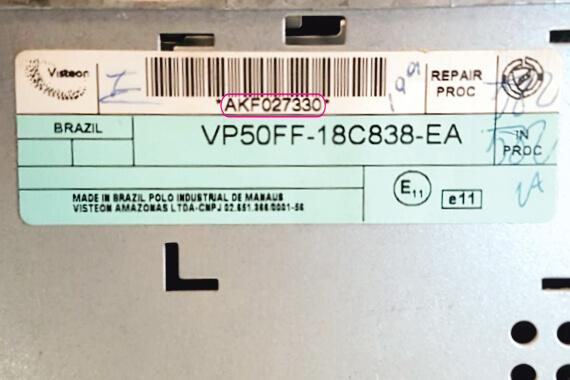 Visteon
*AKF027330*
REPAIR
PROC
BRAZIL
VP50FF-18C838-EA
IN
PROC
MADE IN BRAZIL POLO INDUSTRIAL DE MANAUS
VISTEON AMAZONAS LTDA-CNPJ 02.651.366/0001-56
E11
e11